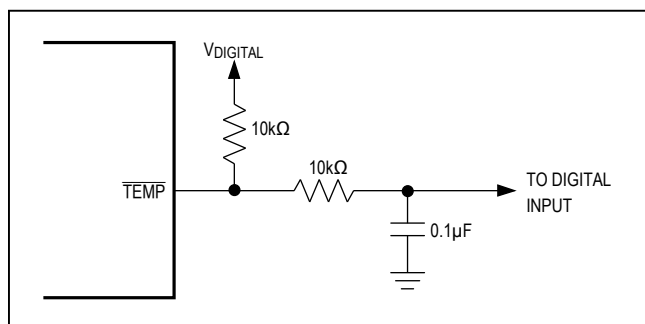 VDIGITAL
10kΩ
10kΩ
TEMP
TO DIGITAL
INPUT
0.1µF